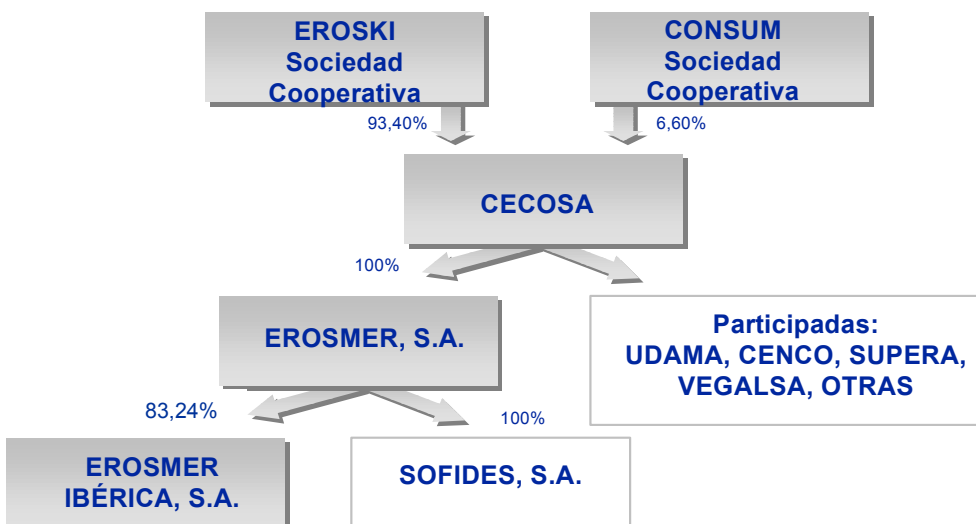 EROSKI
Sociedad
Cooperativa
CONSUM
Sociedad
Cooperativa
93,40%
6,60%
CECOSA
100%
EROSMER, S.A.
Participadas:
UDAMA, CENCO, SUPERA,
VEGALSA, OTRAS
83,24%
100%
EROSMER
IBÉRICA, S.A.
SOFIDES, S.A.